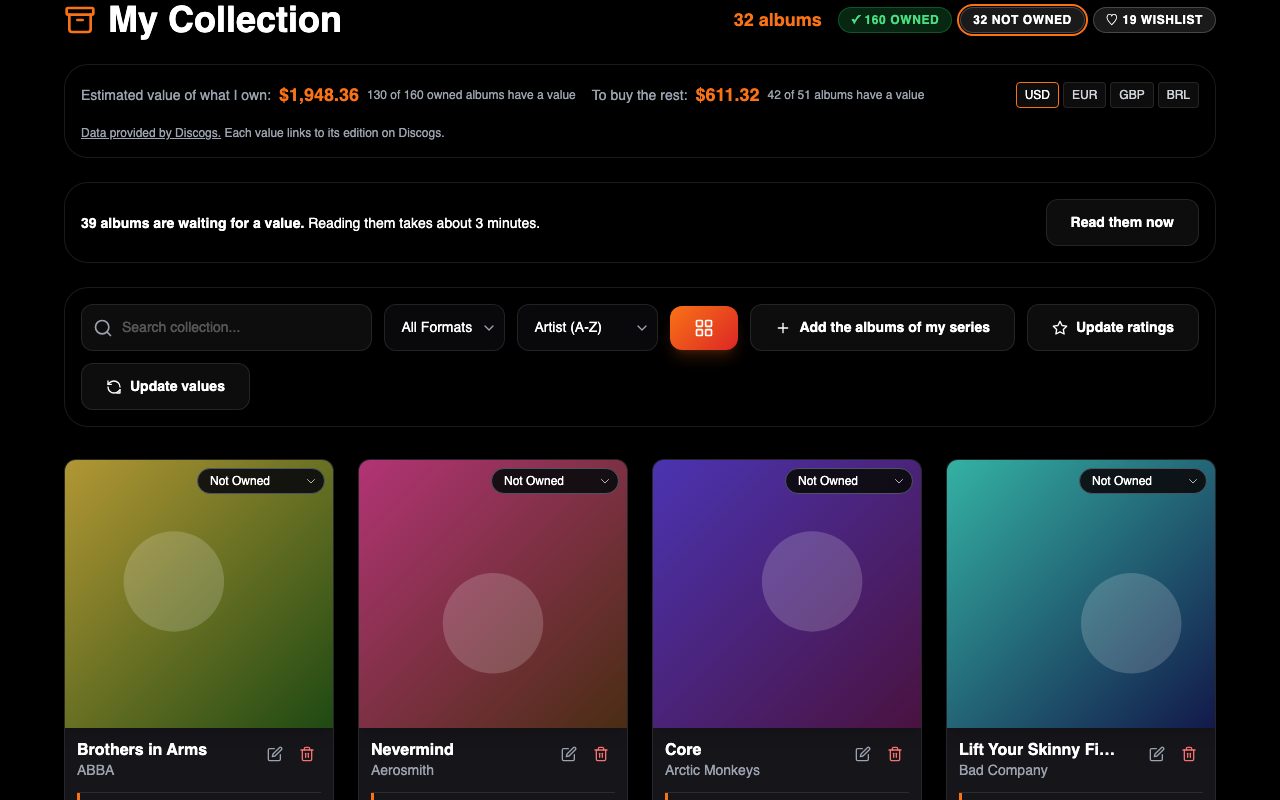 My Collection
32 albums
✓ 160 OWNED
32 NOT OWNED
♡ 19 WISHLIST
Estimated value of what I own: $1,948.36 130 of 160 owned albums have a value To buy the rest: $611.32 42 of 51 albums have a value
USD
EUR
GBP
BRL
Data provided by Discogs. Each value links to its edition on Discogs.
39 albums are waiting for a value. Reading them takes about 3 minutes.
Read them now
Search collection...
All Formats
Artist (A-Z)
Add the albums of my series
Update ratings
Update values
Not Owned
Not Owned
Not Owned
Not Owned
Brothers in Arms
ABBA
Nevermind
Aerosmith
Core
Arctic Monkeys
Lift Your Skinny Fi...
Bad Company